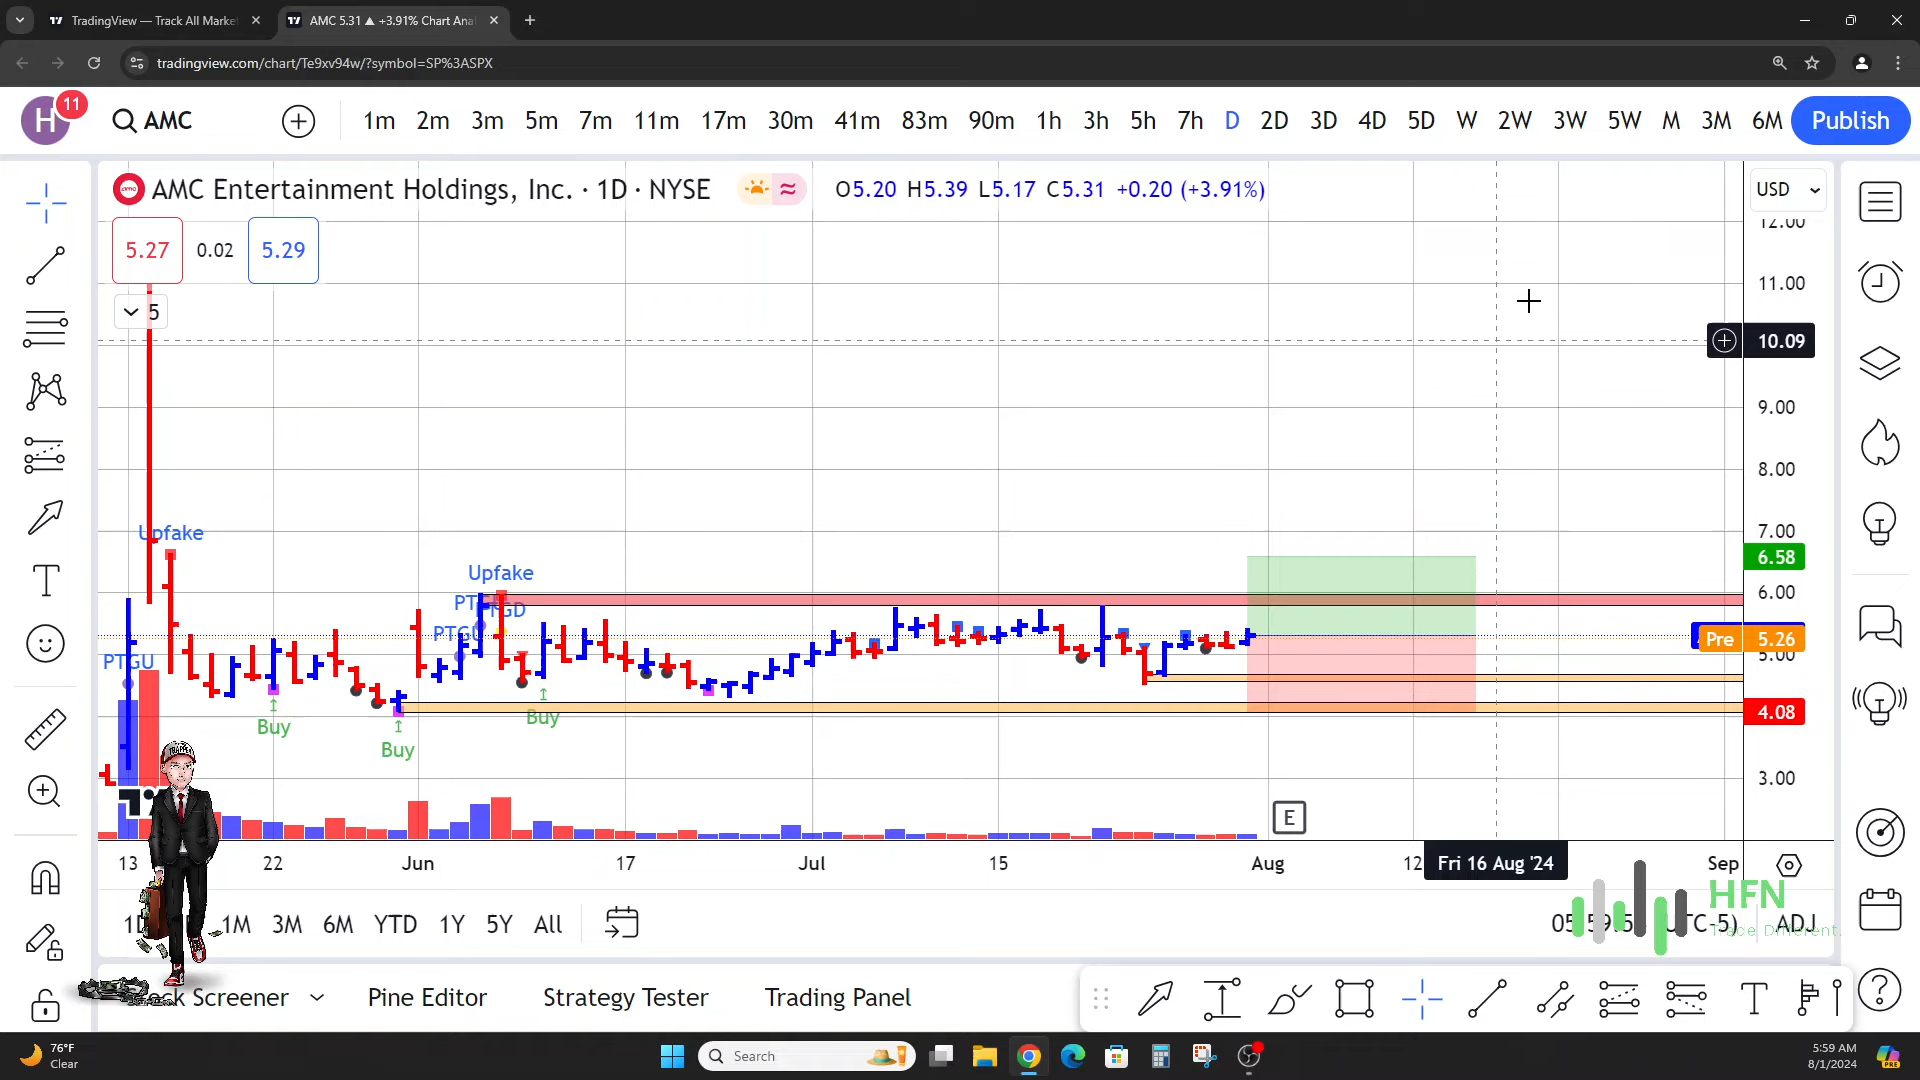 TradingView — Track All Marke
AMC 5.31 ▲ +3.91% Chart Ana
tradingview.com/chart/Te9xv94w/?symbol=SP%3ASPX
H
11
AMC
1m 2m 3m 5m 7m 11m 17m 30m 41m 83m 90m 1h 3h 5h 7h D 2D 3D 4D 5D W 2W 3W 5W M 3M 6M
Publish
AMC Entertainment Holdings, Inc. · 1D · NYSE
O5.20 H5.39 L5.17 C5.31 +0.20 (+3.91%)
USD
5.27
0.02
5.29
5
12.00
11.00
10.09
9.00
8.00
7.00
6.58
6.00
Pre 5.26
5.00
4.08
3.00
Upfake
PTGU
Buy
Buy
Upfake
PTGU
Buy
TRAPPER
E
13 22 Jun 17 Jul 15 Aug 12 Fri 16 Aug '24 Sep
1M 3M 6M YTD 1Y 5Y All
ADJ
HFN
Trade Different.
Screener
Pine Editor
Strategy Tester
Trading Panel
76°F
Clear
Search
5:59 AM
8/1/2024
PRE